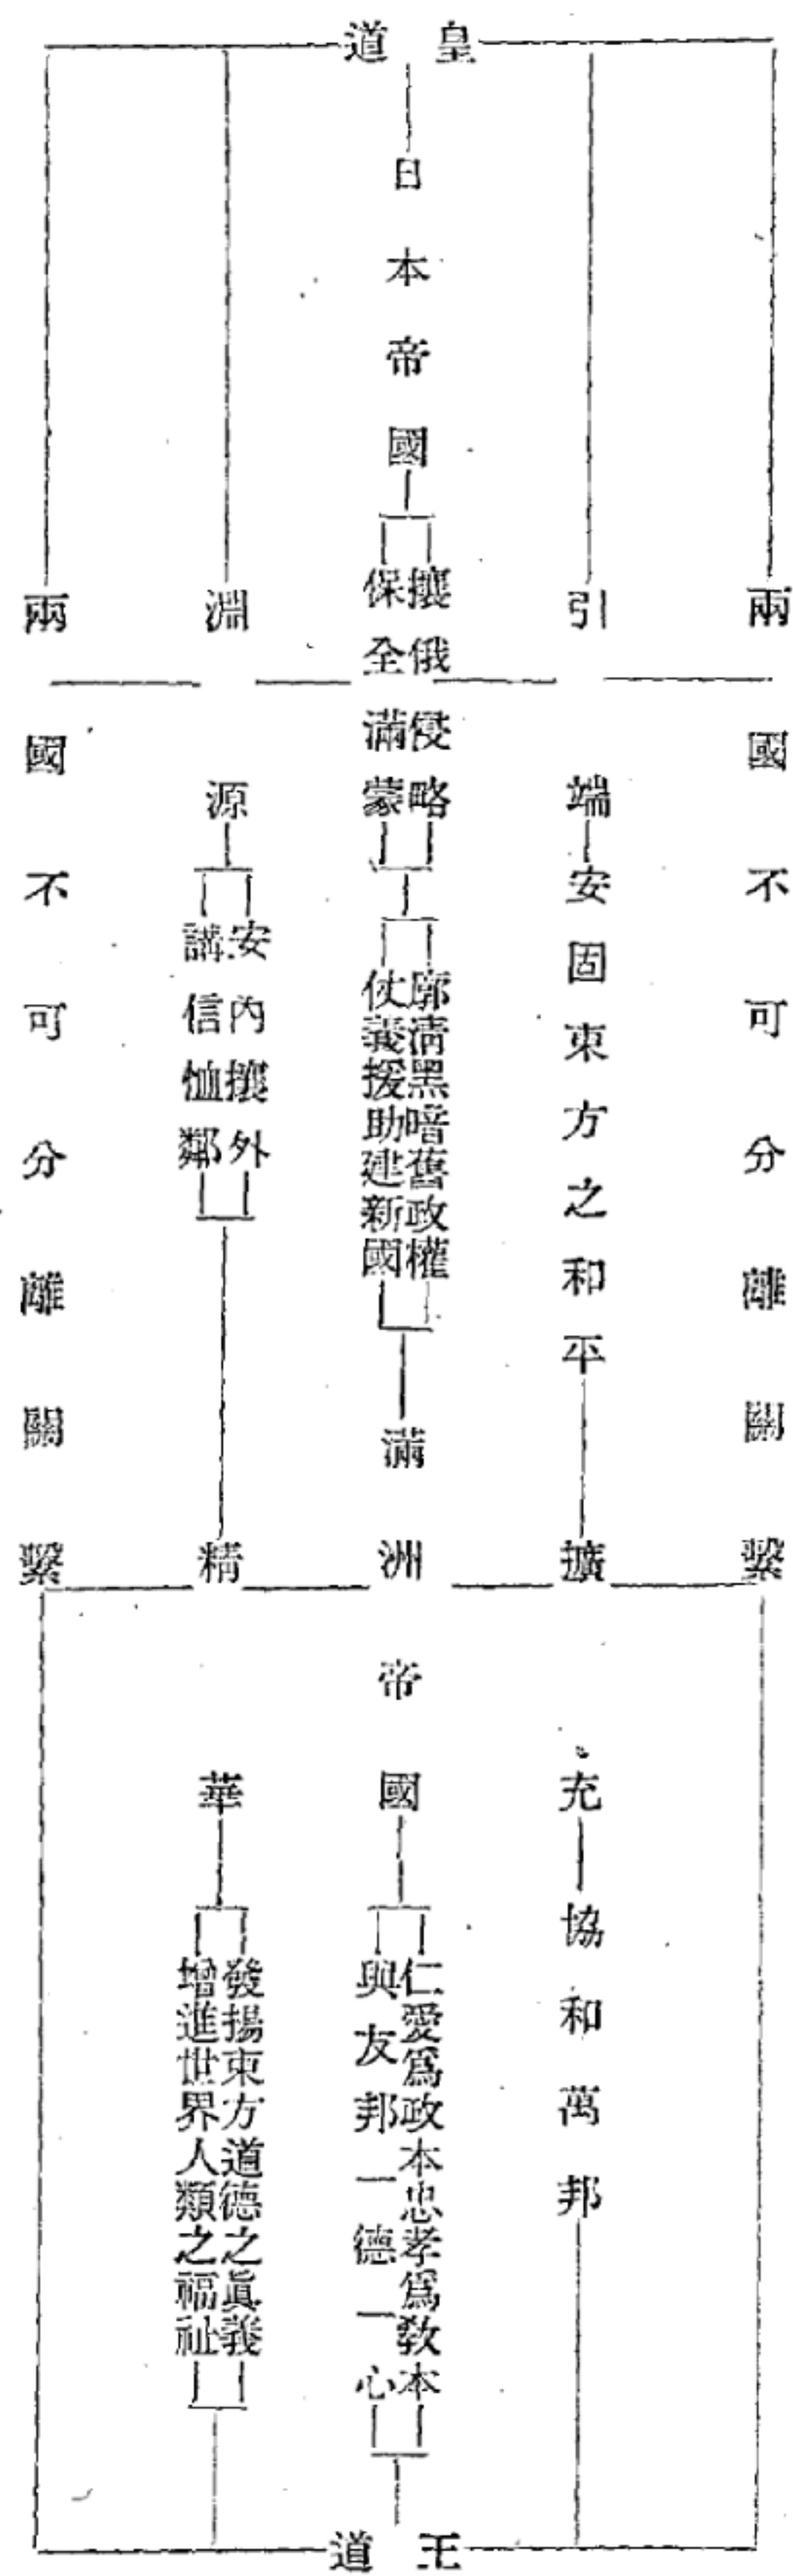 皇道
兩國不可分離關繫
引端
安固東方之和平
擴充
協和萬邦
日本帝國
攘俄侵略
保全滿蒙
廓淸黑暗舊政權
仗義援助建新國
滿洲帝國
仁愛爲政本忠孝爲教本
與友邦一德一心
淵源
安內攘外
講信恤鄰
精華
發揚東方道德之眞義
增進世界人類之福祉
兩國不可分離關繫
王道